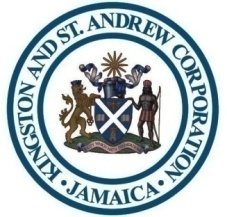 KINGSTON AND ST. ANDREW CORPORATION
• JAMAICA •